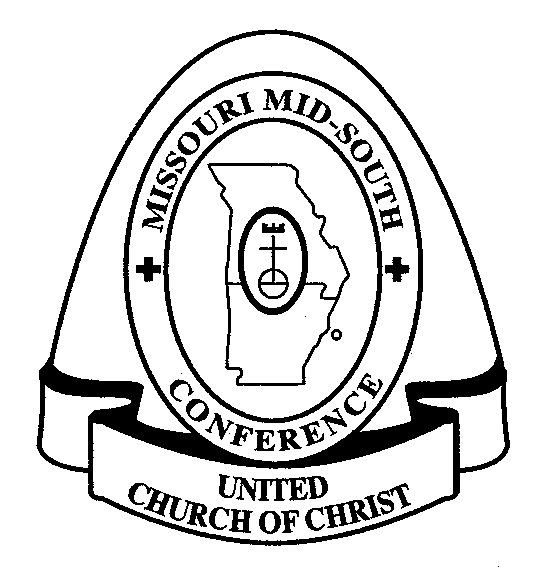 MISSOURI MID-SOUTH
CONFERENCE
UNITED
CHURCH OF CHRIST